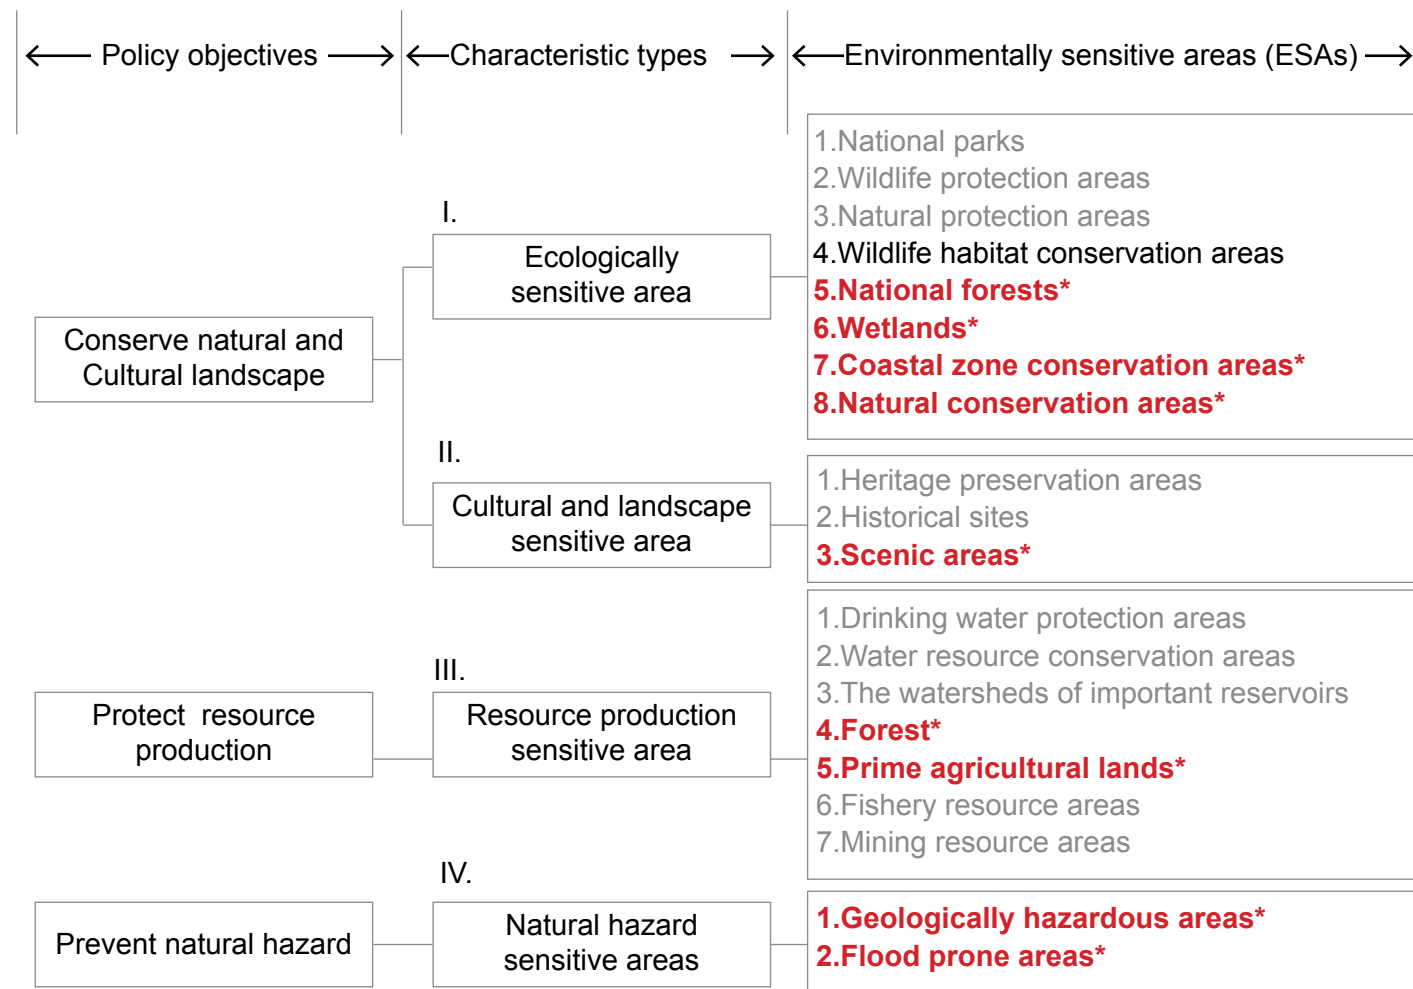 Policy objectives
Characteristic types
Environmentally sensitive areas (ESAs)
Conserve natural and
Cultural landscape
I.
Ecologically
sensitive area
1.National parks
2.Wildlife protection areas
3.Natural protection areas
4.Wildlife habitat conservation areas
5.National forests*
6.Wetlands*
7.Coastal zone conservation areas*
8.Natural conservation areas*
II.
Cultural and landscape
sensitive area
1.Heritage preservation areas
2.Historical sites
3.Scenic areas*
Protect resource
production
III.
Resource production
sensitive area
1.Drinking water protection areas
2.Water resource conservation areas
3.The watersheds of important reservoirs
4.Forest*
5.Prime agricultural lands*
6.Fishery resource areas
7.Mining resource areas
Prevent natural hazard
IV.
Natural hazard
sensitive areas
1.Geologically hazardous areas*
2.Flood prone areas*